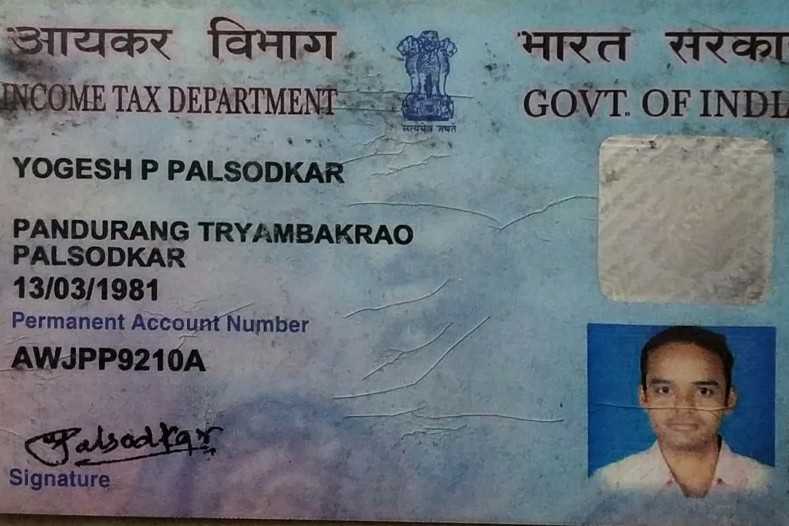 आयकर विभाग
INCOME TAX DEPARTMENT
सत्यमेव जयते
भारत सरका
GOVT. OF INDI
YOGESH P PALSODKAR
PANDURANG TRYAMBAKRAO
PALSODKAR
13/03/1981
Permanent Account Number
AWJPP9210A
Palsodkar
Signature